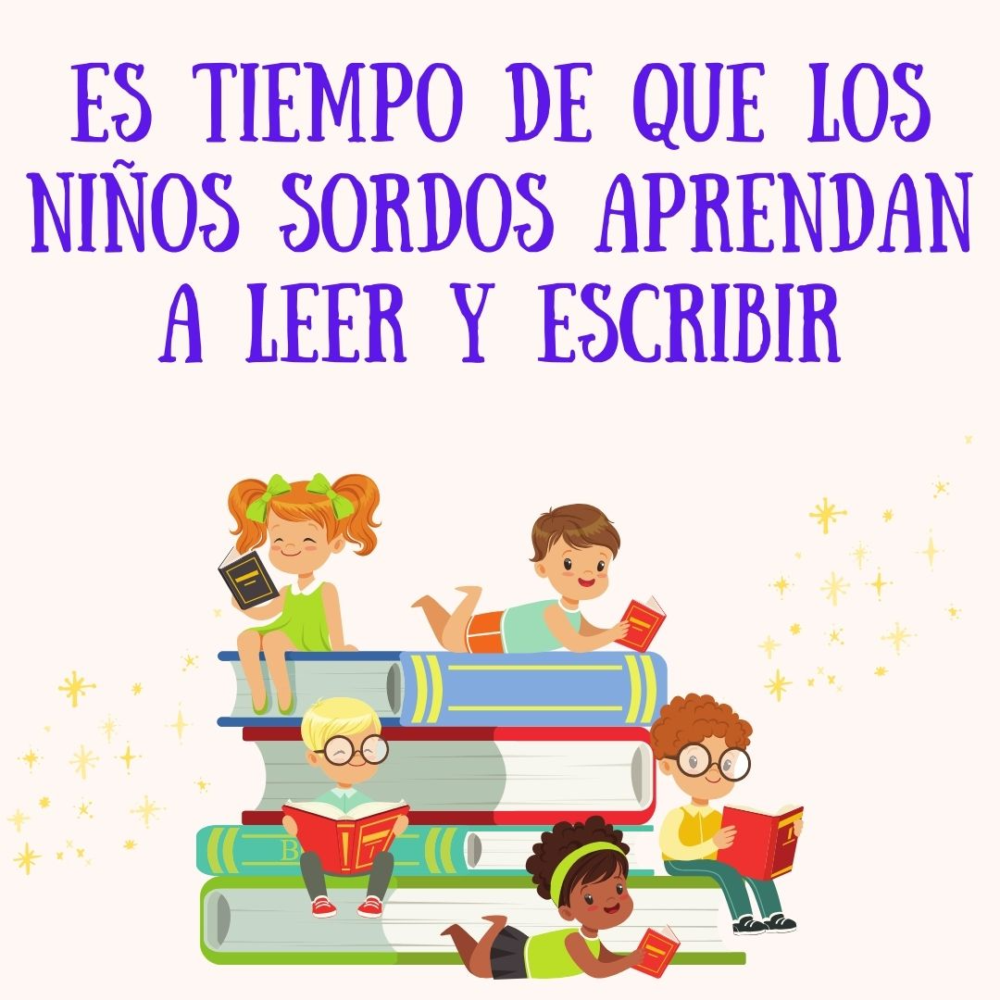 ES TIEMPO DE QUE LOS
NIÑOS SORDOS APRENDAN
A LEER Y ESCRIBIR
B